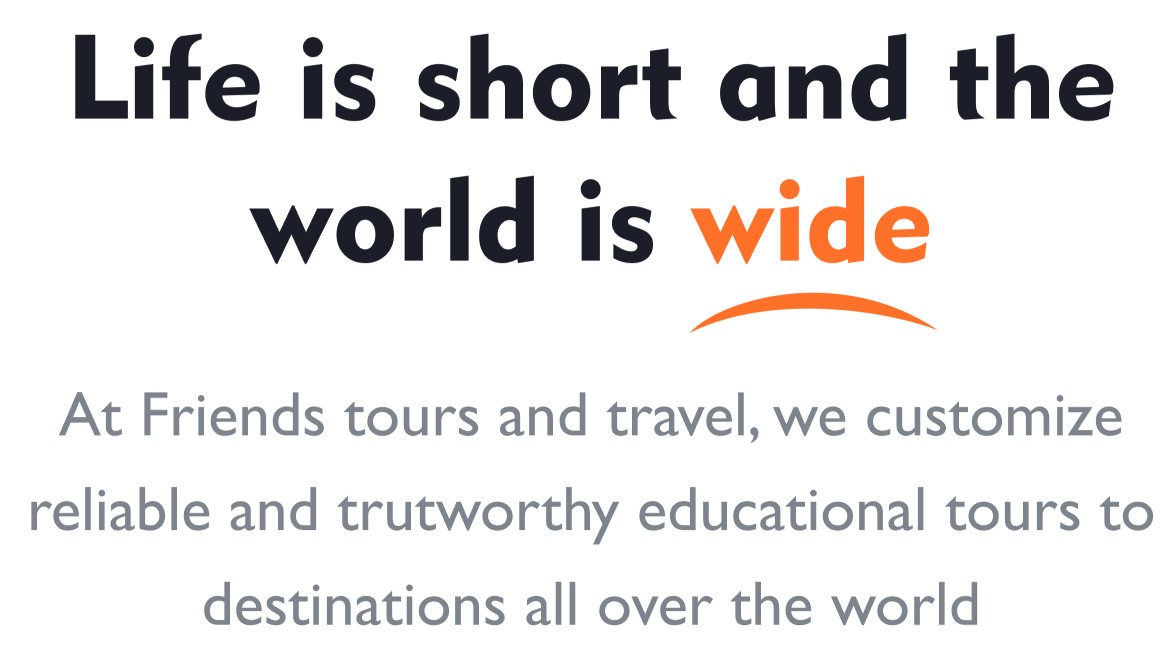 Life is short and the
world is wide
At Friends tours and travel, we customize
reliable and trutworthy educational tours to
destinations all over the world